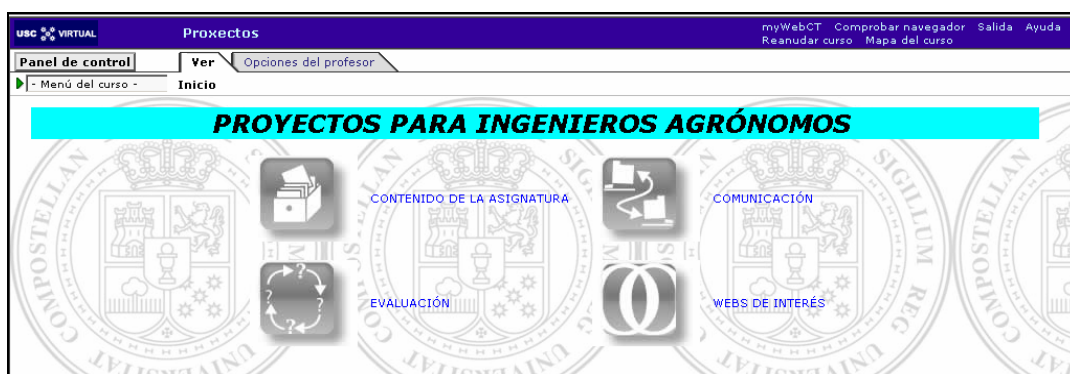 USC VIRTUAL
Proxectos
myWebCT Comprobar navegador Salida Ayuda
Reanudar curso Mapa del curso
Panel de control
Ver
Opciones del profesor
- Menú del curso -
Inicio
PROYECTOS PARA INGENIEROS AGRÓNOMOS
CONTENIDO DE LA ASIGNATURA
COMUNICACIÓN
EVALUACIÓN
WEBS DE INTERÉS